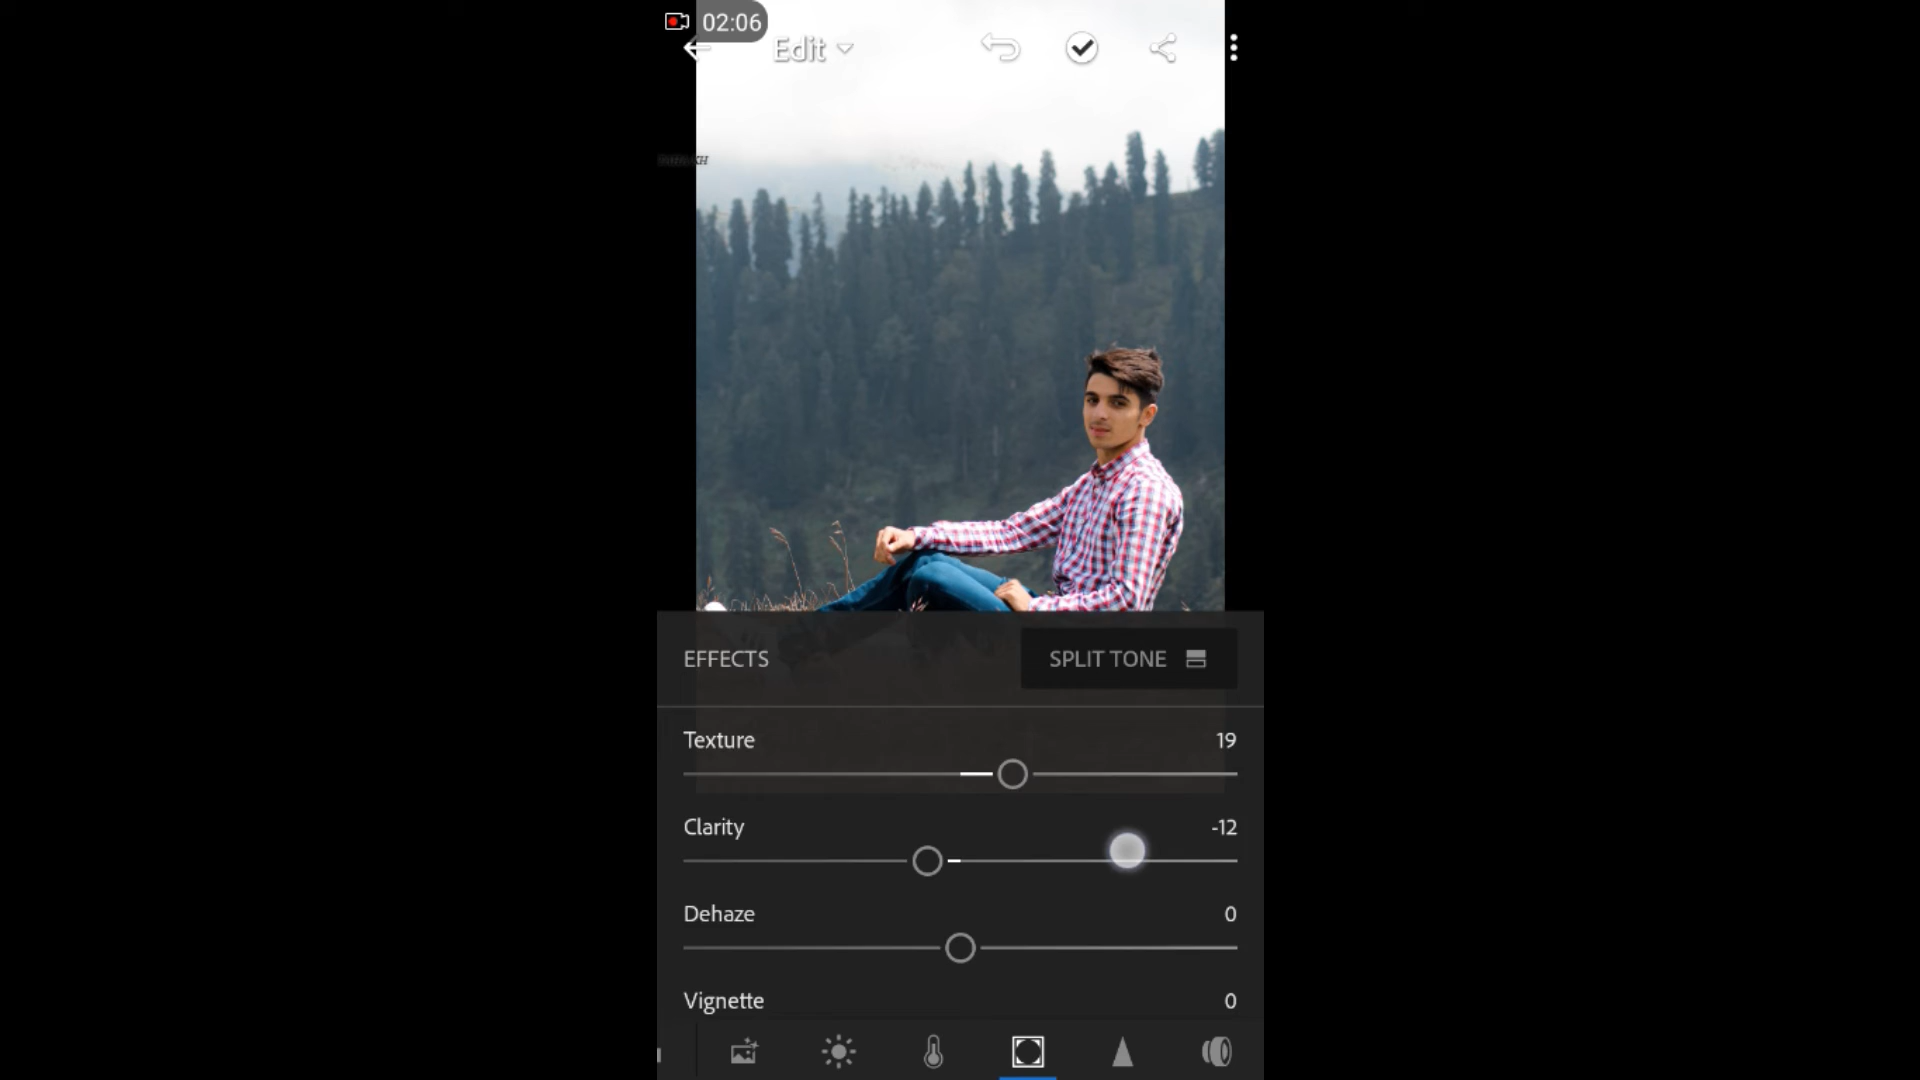 02:06
Edit
EFFECTS
SPLIT TONE
Texture
19
Clarity
-12
Dehaze
0
Vignette
0